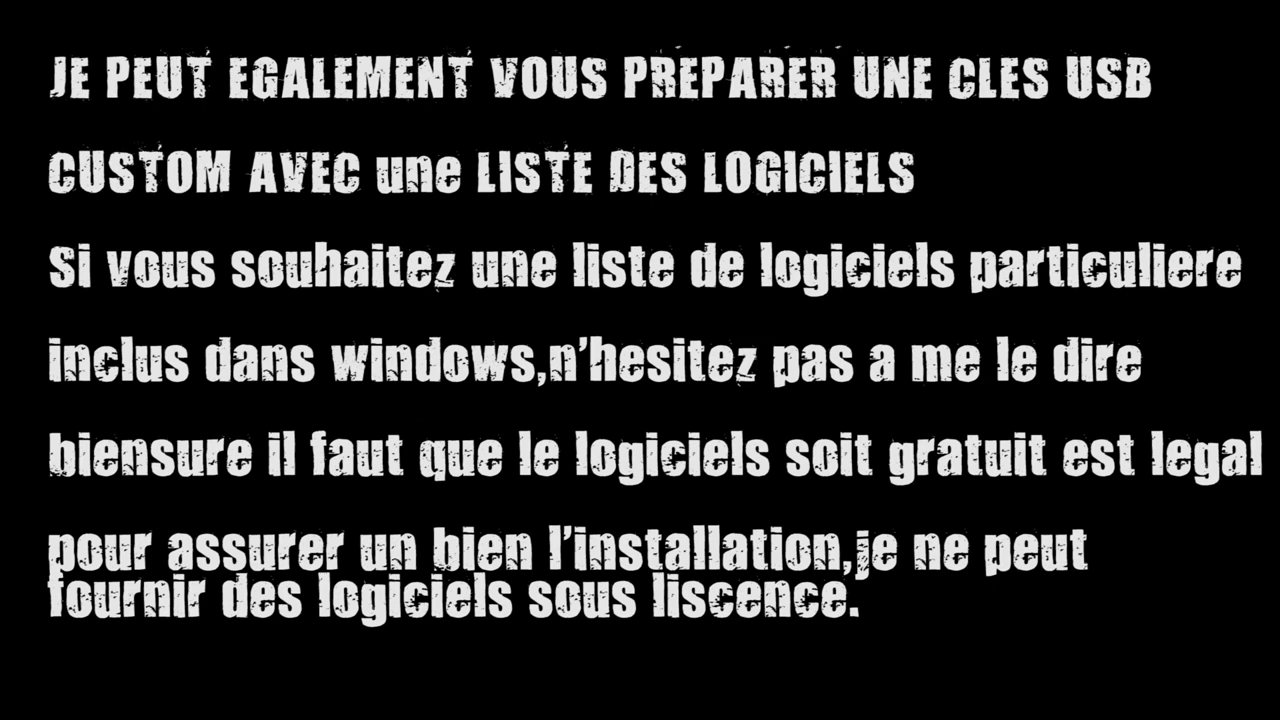 JE PEUT EGALEMENT VOUS PREPARER UNE CLES USB
CUSTOM AVEC une LISTE DES LOGICIELS
Si vous souhaitez une liste de logiciels particuliere
inclus dans windows,n'hesitez pas a me le dire
biensure il faut que le logiciels soit gratuit est legal
pour assurer un bien l'installation,je ne peut
fournir des logiciels sous liscence.